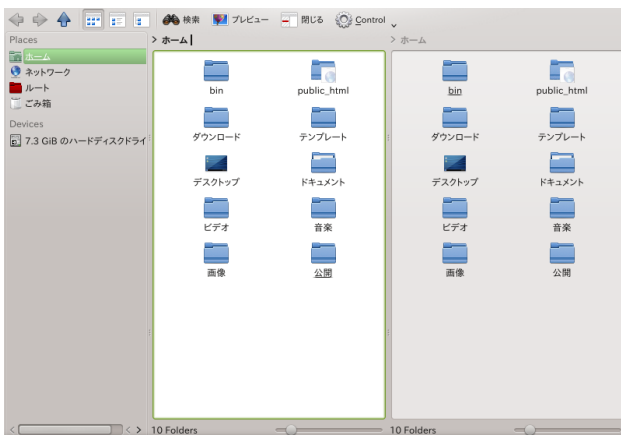 検索 プレビュー 閉じる Control
Places
ホーム
ネットワーク
ルート
ごみ箱
Devices
7.3 GiB のハードディスクドライ
> ホーム
bin public_html
ダウンロード テンプレート
デスクトップ ドキュメント
ビデオ 音楽
画像 公開
10 Folders
> ホーム
bin public_html
ダウンロード テンプレート
デスクトップ ドキュメント
ビデオ 音楽
画像 公開
10 Folders